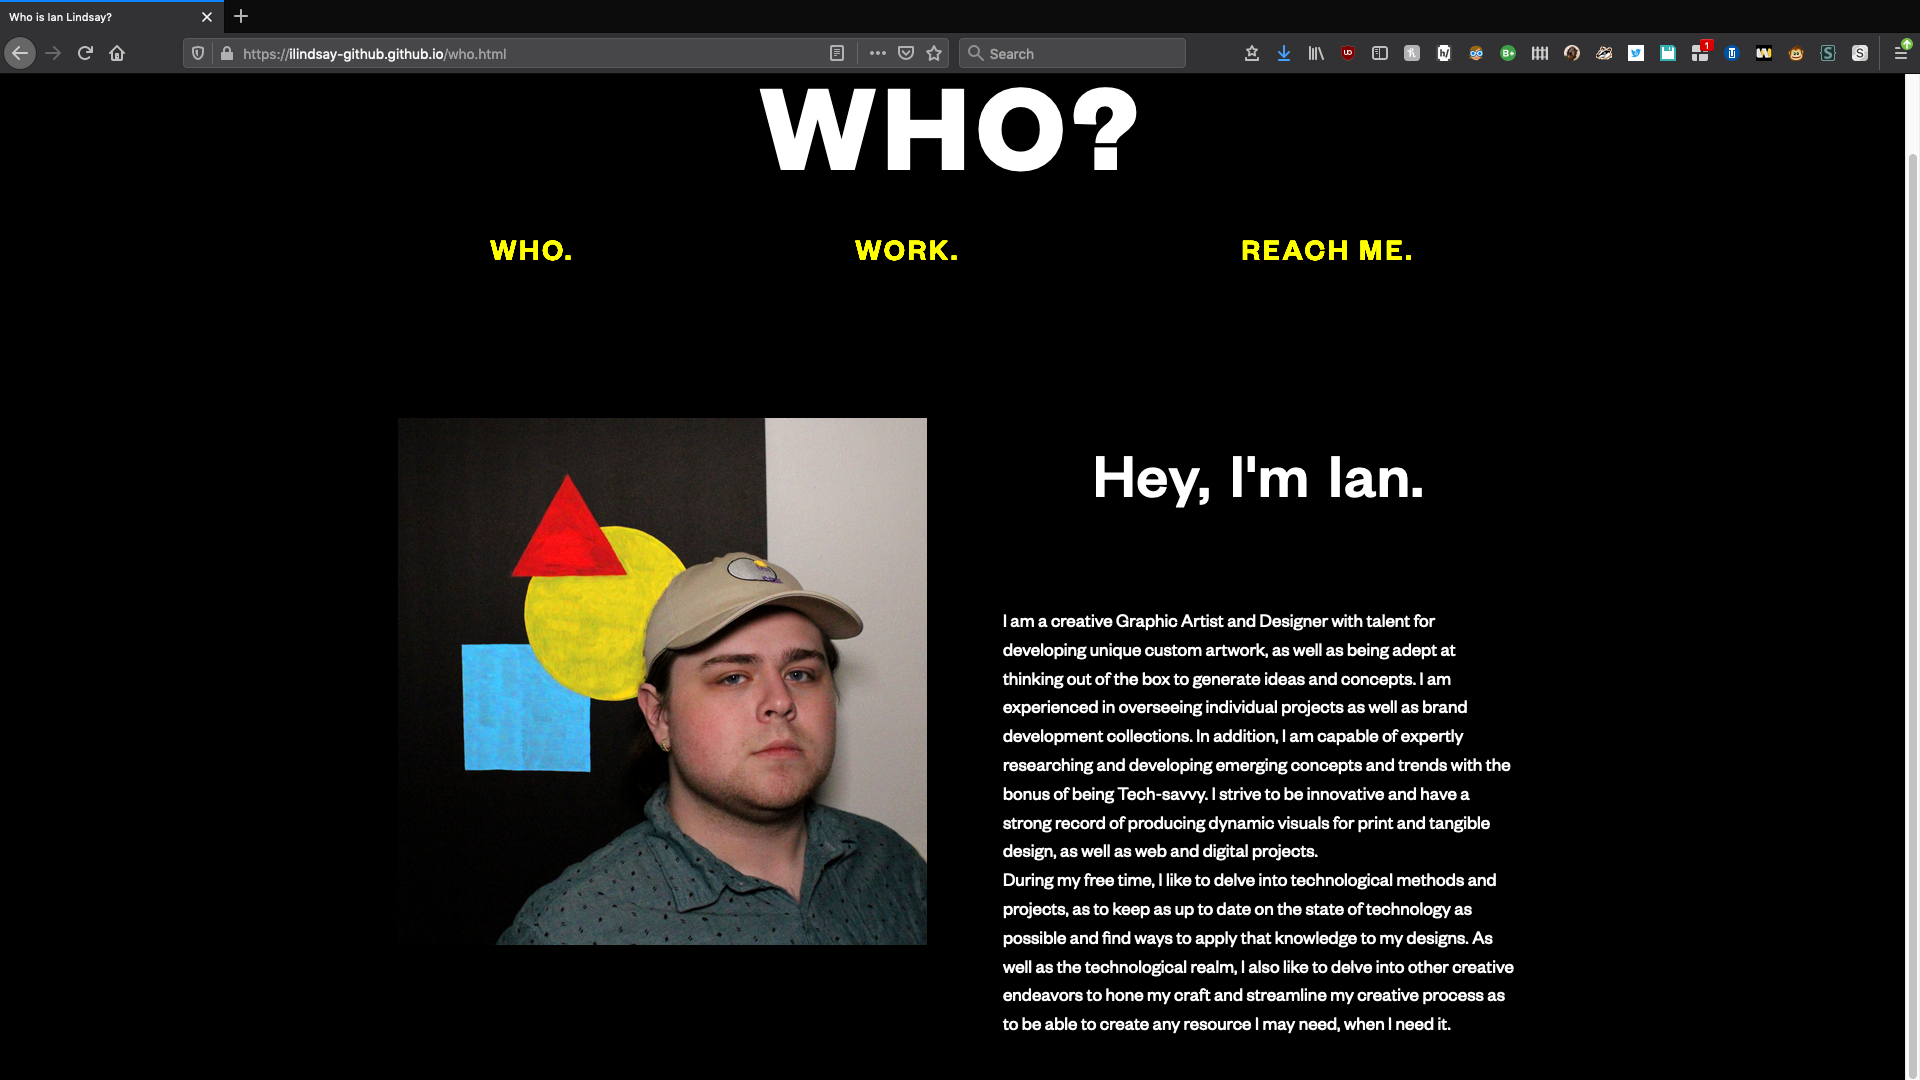 Who is Ian Lindsay?
https://ilindsay-github.github.io/who.html
Search
1
WHO?
WHO. WORK. REACH ME.
Hey, I'm Ian.
I am a creative Graphic Artist and Designer with talent for
developing unique custom artwork, as well as being adept at
thinking out of the box to generate ideas and concepts. I am
experienced in overseeing individual projects as well as brand
development collections. In addition, I am capable of expertly
researching and developing emerging concepts and trends with the
bonus of being Tech-savvy. I strive to be innovative and have a
strong record of producing dynamic visuals for print and tangible
design, as well as web and digital projects.
During my free time, I like to delve into technological methods and
projects, as to keep as up to date on the state of technology as
possible and find ways to apply that knowledge to my designs. As
well as the technological realm, I also like to delve into other creative
endeavors to hone my craft and streamline my creative process as
to be able to create any resource I may need, when I need it.